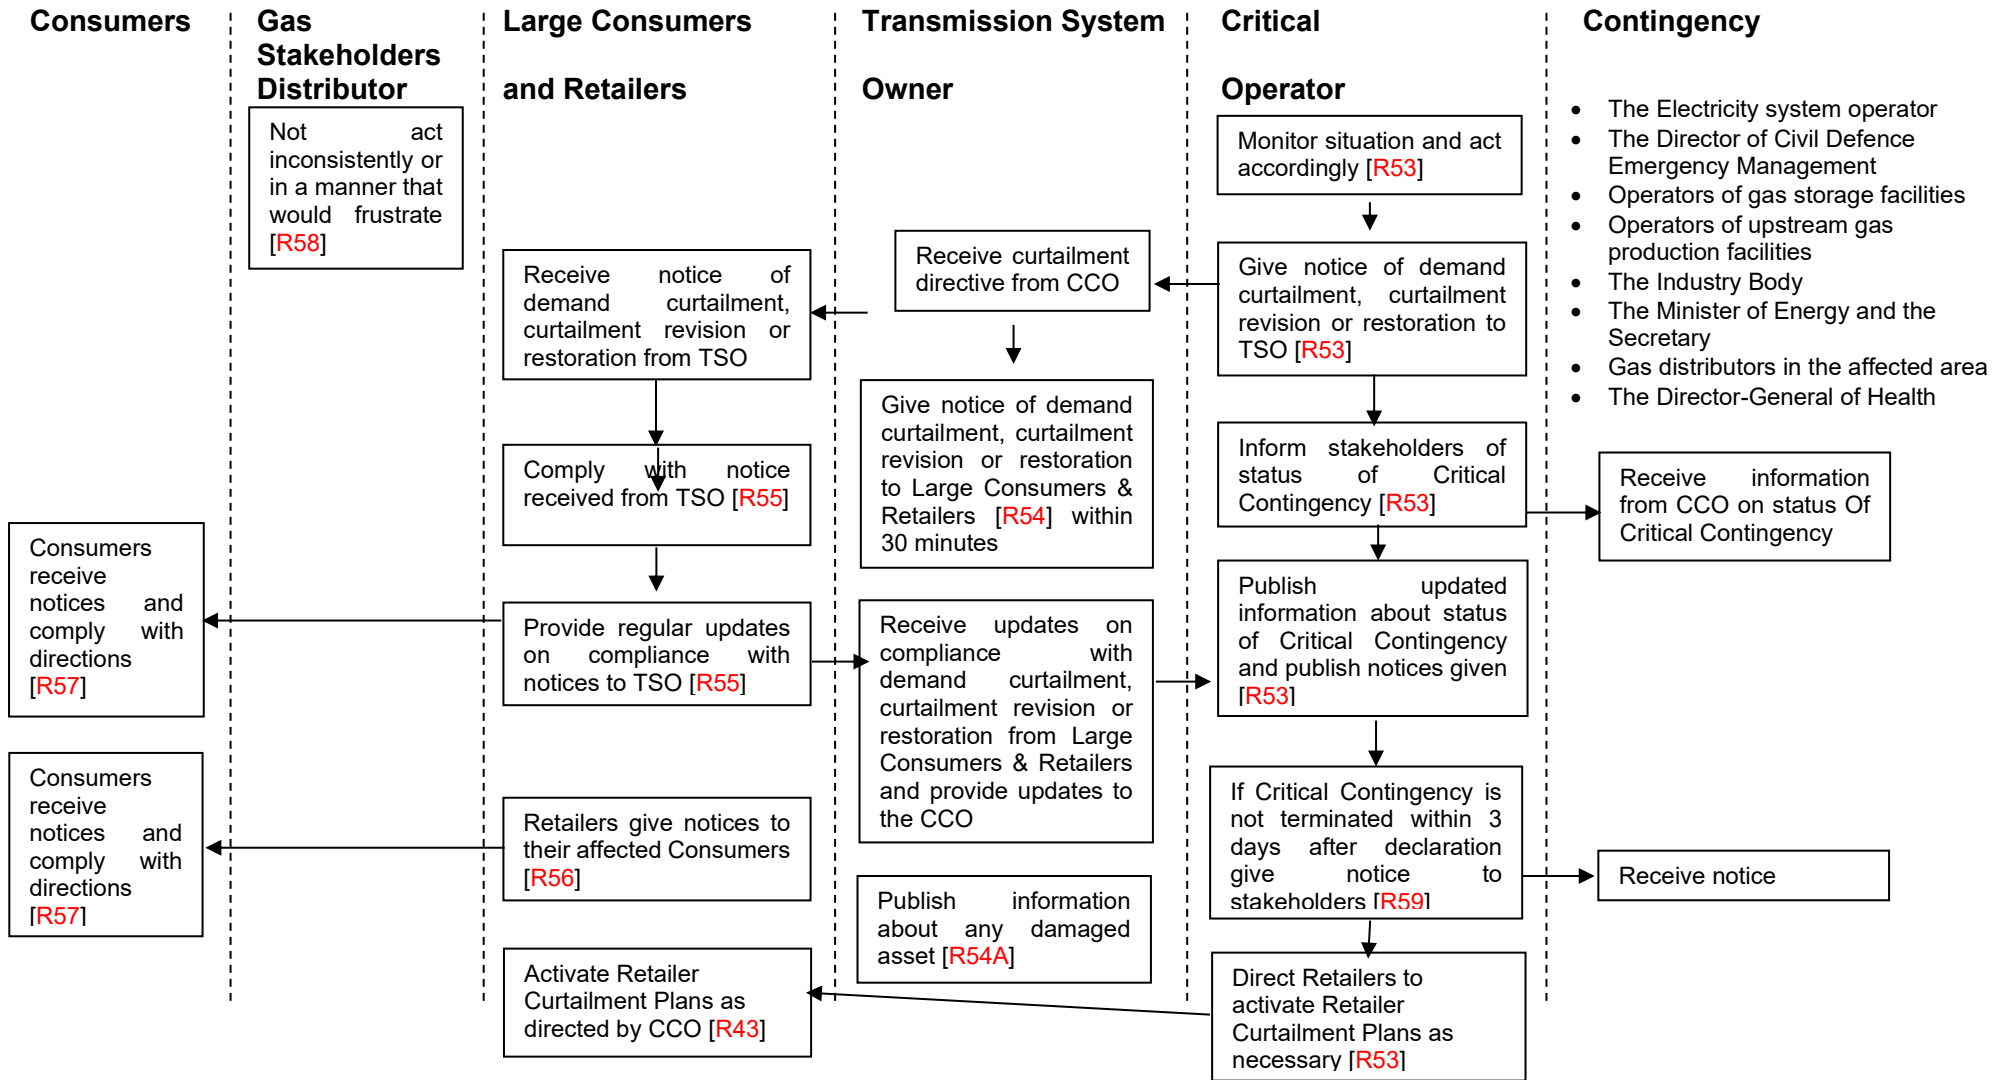 Consumers
Gas
Stakeholders
Distributor
Large Consumers
and Retailers
Transmission System
Owner
Critical
Operator
Contingency
Not act
inconsistently or
in a manner that
would frustrate
[R58]
Consumers
receive
notices and
comply with
directions
[R57]
Consumers
receive
notices and
comply with
directions
[R57]
Receive notice of
demand curtailment,
curtailment revision or
restoration from TSO
Comply with notice
received from TSO [R55]
Provide regular updates
on compliance with
notices to TSO [R55]
Retailers give notices to
their affected Consumers
[R56]
Activate Retailer
Curtailment Plans as
directed by CCO [R43]
Receive curtailment
directive from CCO
Give notice of demand
curtailment, curtailment
revision or restoration
to Large Consumers &
Retailers [R54] within
30 minutes
Receive updates on
compliance with
demand curtailment,
curtailment revision or
restoration from Large
Consumers & Retailers
and provide updates to
the CCO
Publish information
about any damaged
asset [R54A]
Monitor situation and act
accordingly [R53]
Give notice of demand
curtailment, curtailment
revision or restoration to
TSO [R53]
Inform stakeholders of
status of Critical
Contingency [R53]
Publish updated
information about status
of Critical Contingency
and publish notices given
[R53]
If Critical Contingency is
not terminated within 3
days after declaration
give notice to
stakeholders [R59]
Direct Retailers to
activate Retailer
Curtailment Plans as
necessary [R53]
• The Electricity system operator
• The Director of Civil Defence
Emergency Management
• Operators of gas storage facilities
• Operators of upstream gas
production facilities
• The Industry Body
• The Minister of Energy and the
Secretary
• Gas distributors in the affected area
• The Director-General of Health
Receive information
from CCO on status Of
Critical Contingency
Receive notice